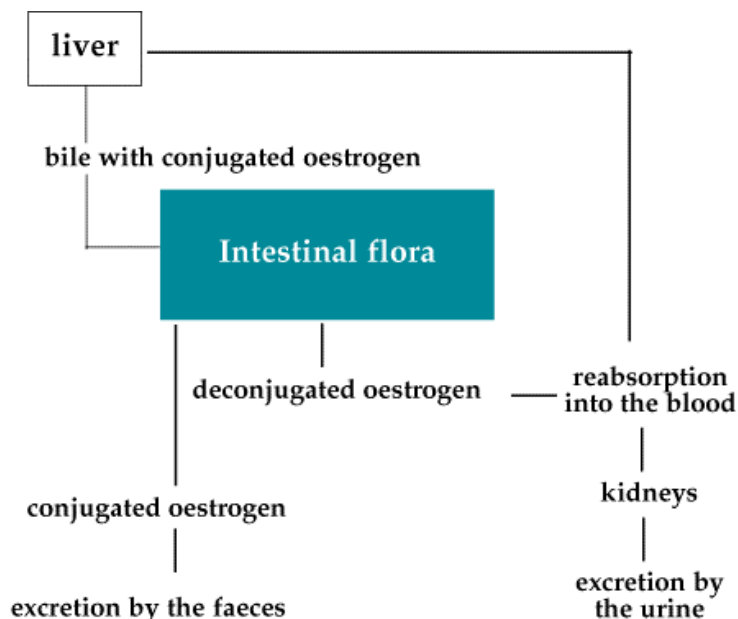 liver
bile with conjugated oestrogen
Intestinal flora
deconjugated oestrogen
reabsorption
into the blood
conjugated oestrogen
kidneys
excretion by the faeces
excretion by
the urine